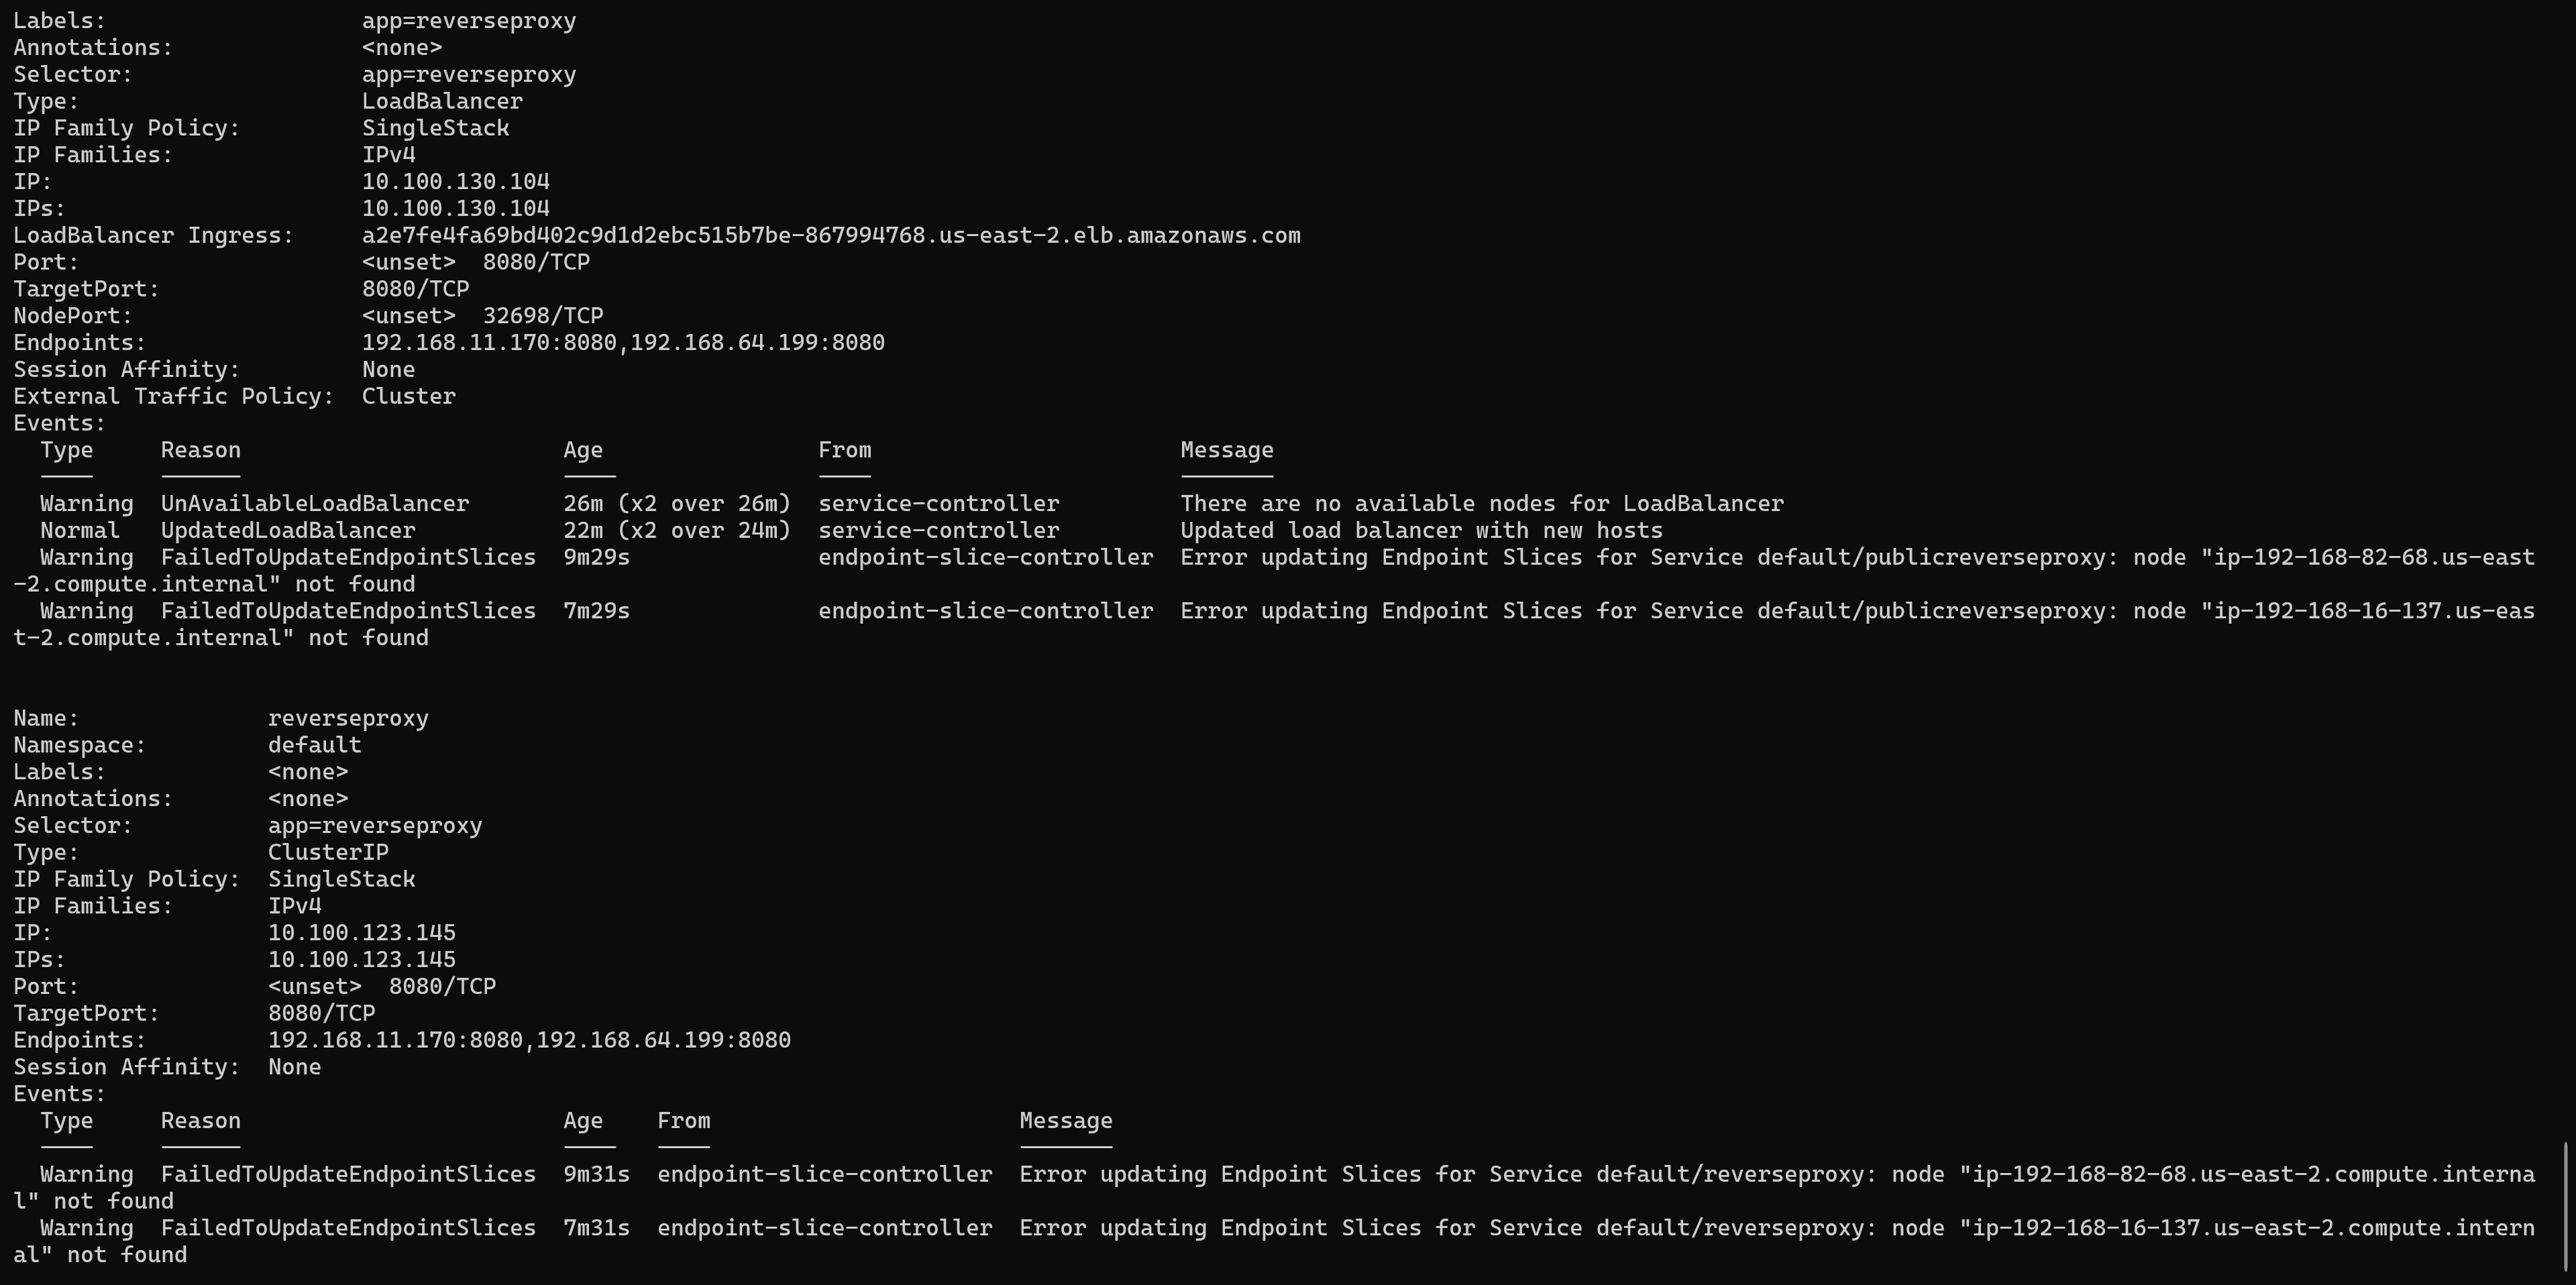 Labels:                   app=reverseproxy
Annotations:              <none>
Selector:                 app=reverseproxy
Type:                     LoadBalancer
IP Family Policy:         SingleStack
IP Families:              IPv4
IP:                       10.100.130.104
IPs:                      10.100.130.104
LoadBalancer Ingress:     a2e7fe4fa69bd402c9d1d2ebc515b7be-867994768.us-east-2.elb.amazonaws.com
Port:                     <unset>  8080/TCP
TargetPort:               8080/TCP
NodePort:                 <unset>  32698/TCP
Endpoints:                192.168.11.170:8080,192.168.64.199:8080
Session Affinity:         None
External Traffic Policy:  Cluster
Events:
  Type     Reason                        Age                From                       Message
  ----     ------                        ----               ----                       -------
  Warning  UnAvailableLoadBalancer       26m (x2 over 26m)  service-controller         There are no available nodes for LoadBalancer
  Normal   UpdatedLoadBalancer           22m (x2 over 24m)  service-controller         Updated load balancer with new hosts
  Warning  FailedToUpdateEndpointSlices  9m29s              endpoint-slice-controller  Error updating Endpoint Slices for Service default/publicreverseproxy: node "ip-192-168-82-68.us-east
-2.compute.internal" not found
  Warning  FailedToUpdateEndpointSlices  7m29s              endpoint-slice-controller  Error updating Endpoint Slices for Service default/publicreverseproxy: node "ip-192-168-16-137.us-eas
t-2.compute.internal" not found
Name:              reverseproxy
Namespace:         default
Labels:            <none>
Annotations:       <none>
Selector:          app=reverseproxy
Type:              ClusterIP
IP Family Policy:  SingleStack
IP Families:       IPv4
IP:                10.100.123.145
IPs:               10.100.123.145
Port:              <unset>  8080/TCP
TargetPort:        8080/TCP
Endpoints:         192.168.11.170:8080,192.168.64.199:8080
Session Affinity:  None
Events:
  Type     Reason                        Age    From                       Message
  ----     ------                        ----   ----                       -------
  Warning  FailedToUpdateEndpointSlices  9m31s  endpoint-slice-controller  Error updating Endpoint Slices for Service default/reverseproxy: node "ip-192-168-82-68.us-east-2.compute.interna
l" not found
  Warning  FailedToUpdateEndpointSlices  7m31s  endpoint-slice-controller  Error updating Endpoint Slices for Service default/reverseproxy: node "ip-192-168-16-137.us-east-2.compute.intern
al" not found